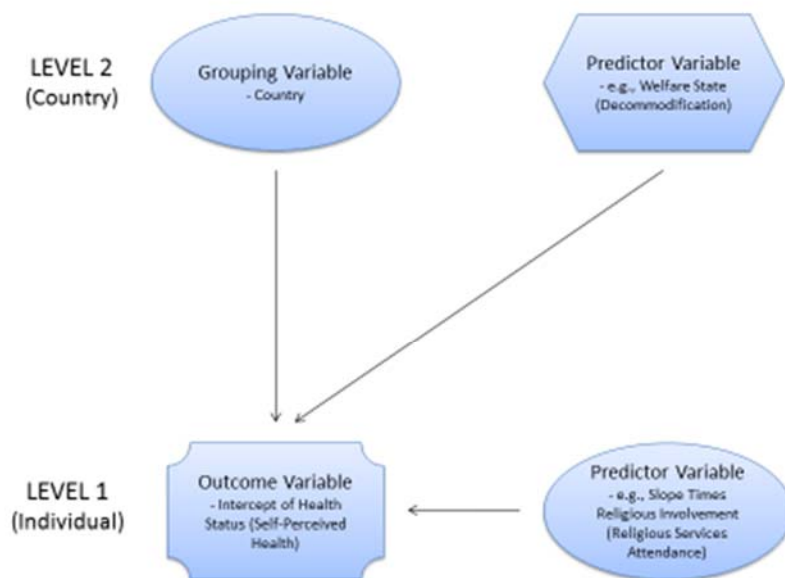 LEVEL 2
(Country)
Grouping Variable
- Country
Predictor Variable
- e.g., Welfare State
(Decommodification)
LEVEL 1
(Individual)
Outcome Variable
- Intercept of Health
Status (Self-Perceived
Health)
Predictor Variable
- e.g., Slope Times
Religious Involvement
(Religious Services
Attendance)